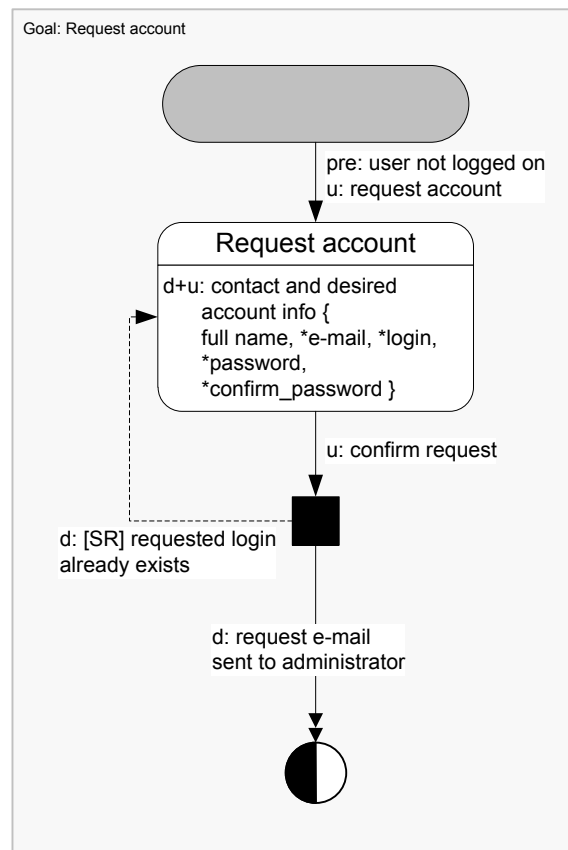 Goal: Request account
pre: user not logged on
u: request account
Request account
d+u: contact and desired
account info {
full name, *e-mail, *login,
*password,
*confirm_password }
u: confirm request
d: [SR] requested login
already exists
d: request e-mail
sent to administrator